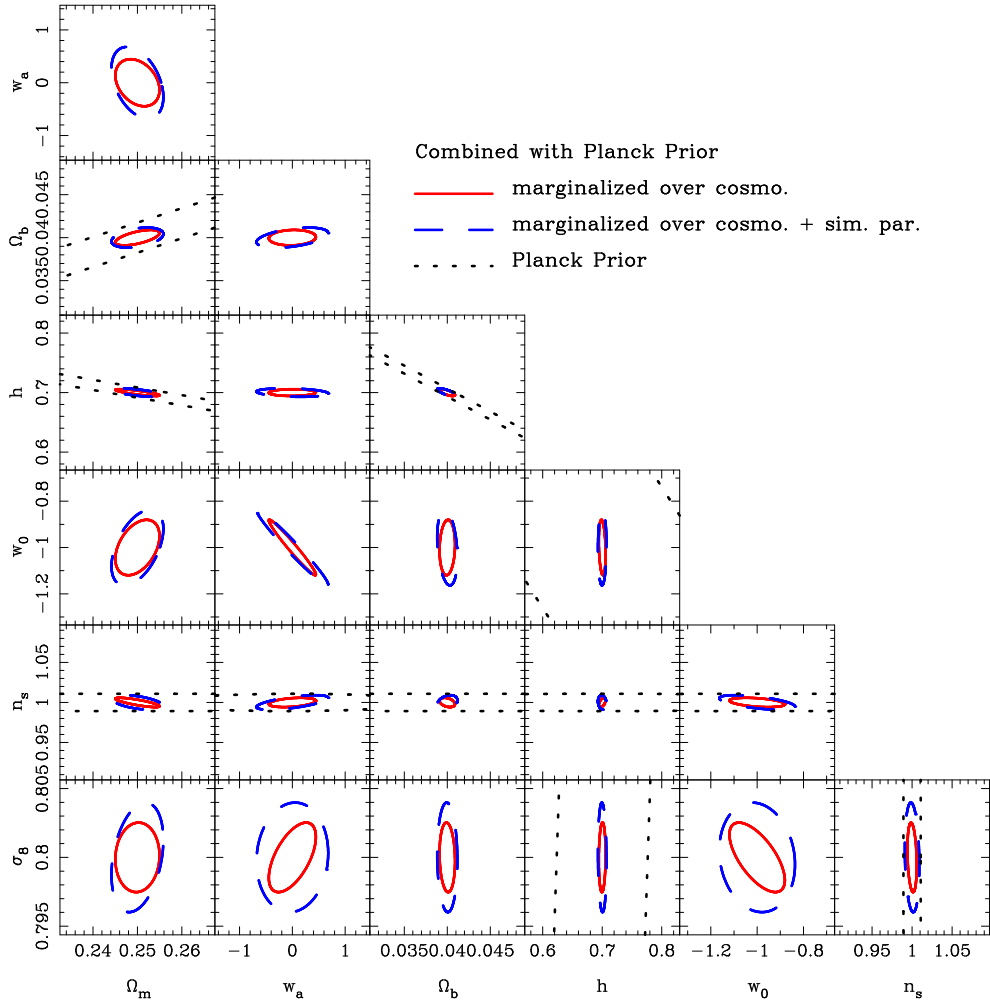 1
0
−1
w_a
Combined with Planck Prior
marginalized over cosmo.
marginalized over cosmo. + sim. par.
Planck Prior
0.045
0.04
0.035
Ω_b
0.8
0.7
0.6
h
−0.8
−1
−1.2
w_0
1.05
1
0.95
n_s
0.805
0.8
0.795
σ_8
0.24 0.25 0.26 −1 0 1 0.035 0.04 0.045 0.6 0.7 0.8 −1.2 −1 −0.8 0.95 1 1.05
Ω_m w_a Ω_b h w_0 n_s